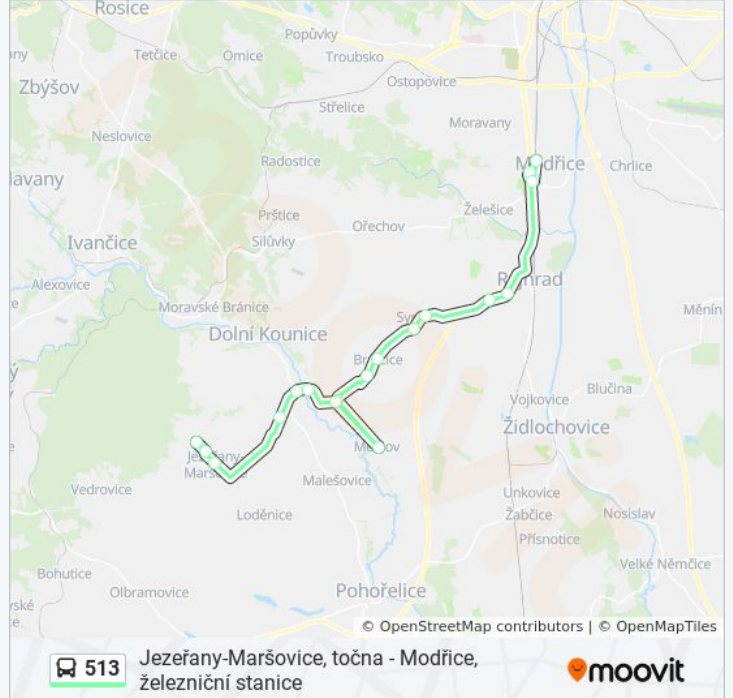 Rosice
Popůvky
Tetčice
Omice
Troubsko
Ostopovice
Zbýšov
Střelice
Neslovice
Moravany
Radostice
Modřice
Chrlice
lavany
Prštice
Želešice
Ořechov
Ivančice
Silůvky
Alexovice
Moravské Bránice
Měnín
Dolní Kounice
Blučina
Vojkovice
Židlochovice
Malešovice
Vedrovice
Loděnice
Unkovice
Žabčice
Nosislav
Přísnotice
Bohutice
Olbramovice
Velké Němčice
Pohořelice
© OpenStreetMap contributors | © OpenMapTiles
513
Jezeřany-Maršovice, točna - Modřice,
železniční stanice
moovit